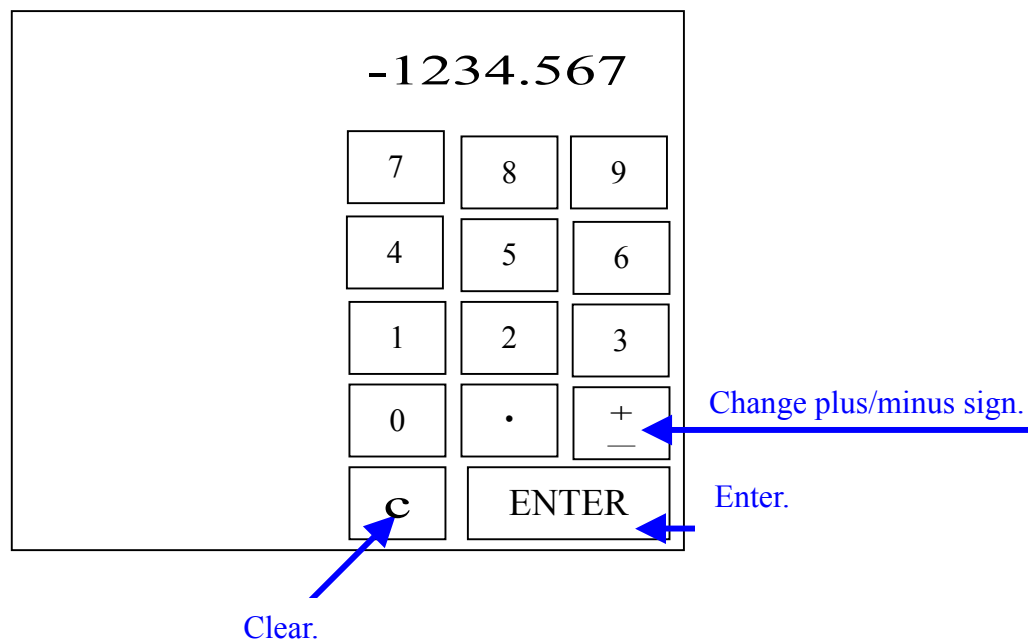 -1234.567
7 8 9
4 5 6
1 2 3
0 . +
—
Change plus/minus sign.
c ENTER
Enter.
Clear.